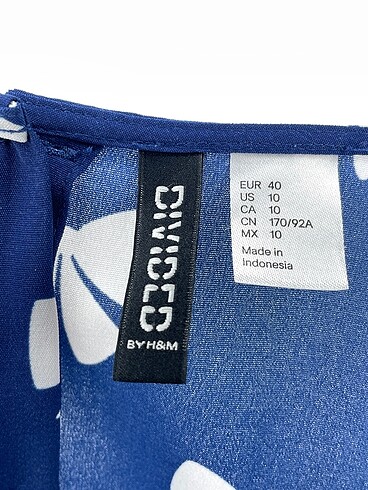 DIVIDED
BY H&M
EUR 40
US 10
CA 10
CN 170/92A
MX 10
Made in
Indonesia